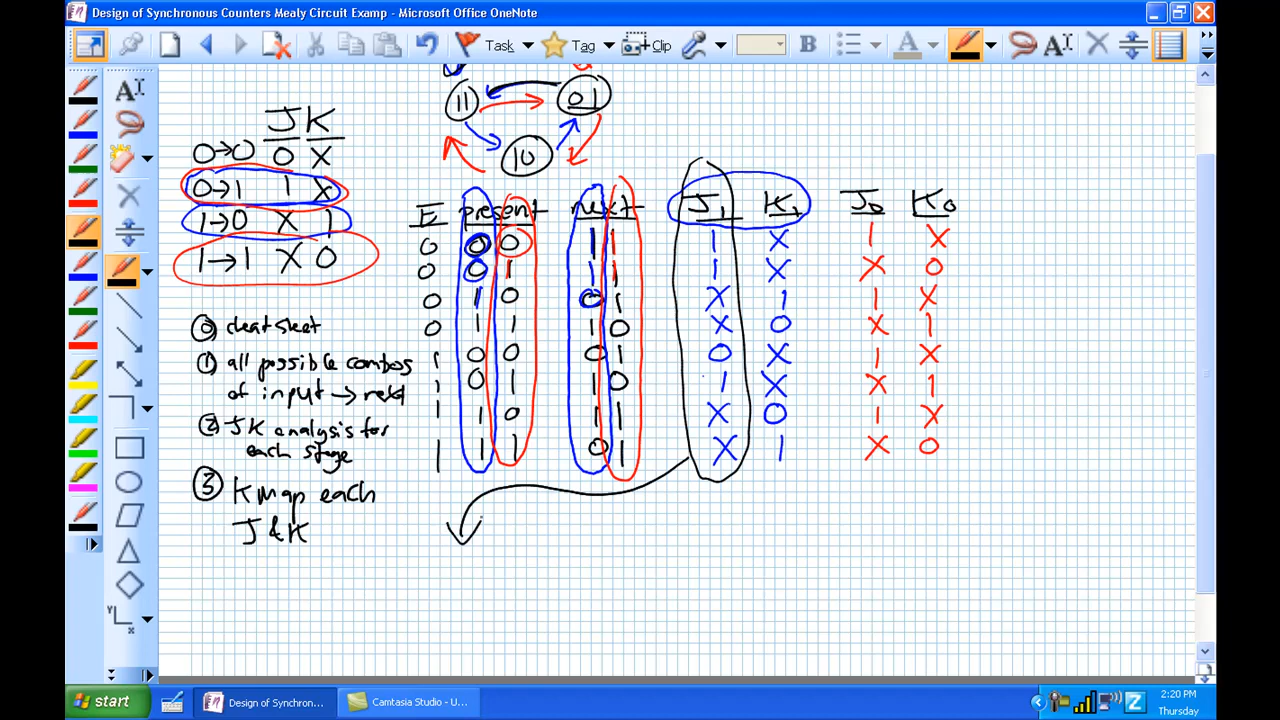 Design of Synchronous Counters Mealy Circuit Examp - Microsoft Office OneNote
Task Tag Clip B A A
11 01
10
J K
0→0 0 X
0→1 1 X
1→0 X 1
1→1 X 0
E present next J1 K1 J0 K0
0 0 0 1 1 1 X 1 X
0 0 1 1 1 1 X X 0
0 1 0 0 1 X 1 1 X
0 1 1 1 0 X 0 X 1
1 0 0 0 1 0 X 1 X
1 0 1 1 0 1 X X 1
1 1 0 1 1 X 0 1 X
1 1 1 0 1 X 1 X 0
⓪ cheat sheet
① all possible combos
of input → next
② JK analysis for
each stage
③ K map each
J & K
start Design of Synchron... Camtasia Studio - U... 2:20 PM
Thursday